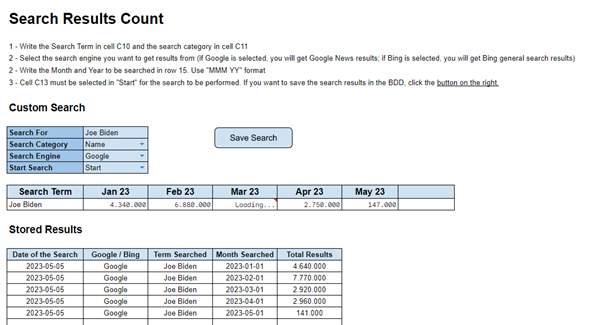 Search Results Count
1 - Write the Search Term in cell C10 and the search category in cell C11
2 - Select the search engine you want to get results from (if Google is selected, you will get Google News results; if Bing is selected, you will get Bing general search results)
2 - Write the Month and Year to be searched in row 15. Use "MMM YY" format
3 - Cell C13 must be selected in "Start" for the search to be performed. If you want to save the search results in the BDD, click the button on the right.
Custom Search
Search For Joe Biden
Search Category Name
Search Engine Google
Start Search Start
Save Search
Search Term Jan 23 Feb 23 Mar 23 Apr 23 May 23
Joe Biden 4.340.000 6.880.000 Loading... 2.750.000 147.000
Stored Results
Date of the Search Google / Bing Term Searched Month Searched Total Results
2023-05-05 Google Joe Biden 2023-01-01 4.640.000
2023-05-05 Google Joe Biden 2023-02-01 7.770.000
2023-05-05 Google Joe Biden 2023-03-01 2.920.000
2023-05-05 Google Joe Biden 2023-04-01 2.960.000
2023-05-05 Google Joe Biden 2023-05-01 141.000